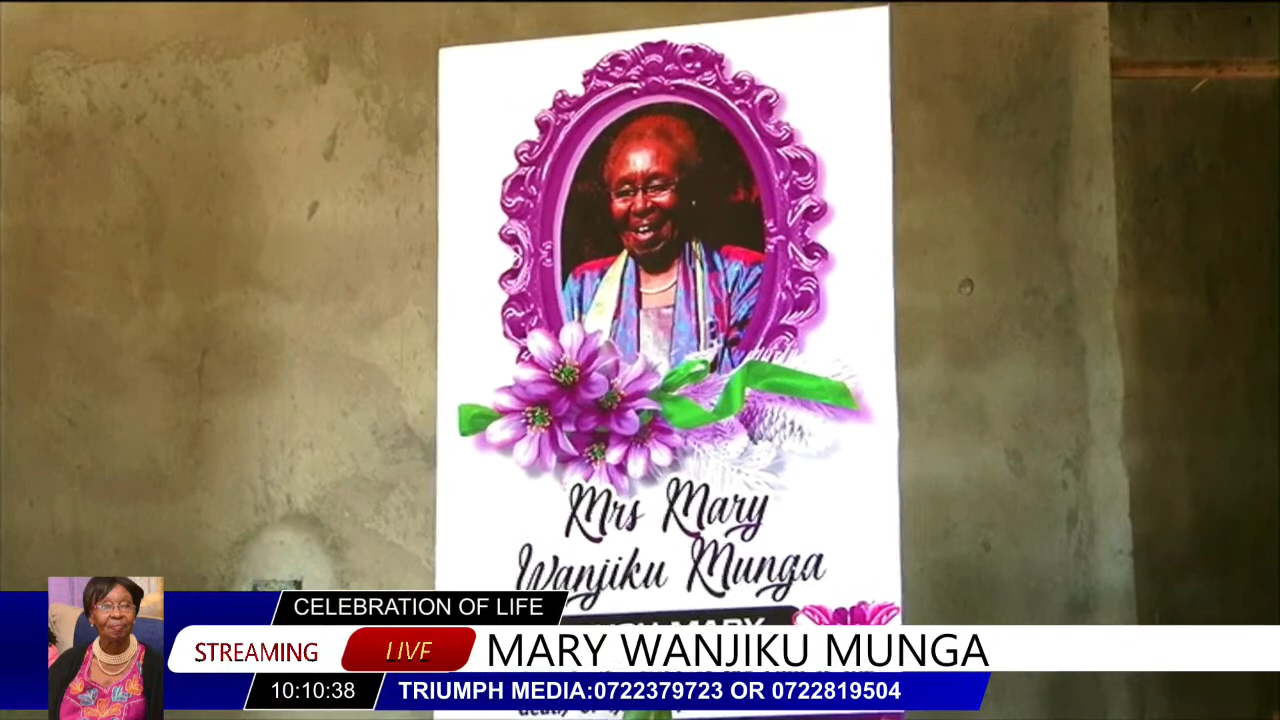 Mrs Mary
Wanjiku Munga
MARY
CELEBRATION OF LIFE
STREAMING LIVE MARY WANJIKU MUNGA
10:10:38 TRIUMPH MEDIA:0722379723 OR 0722819504